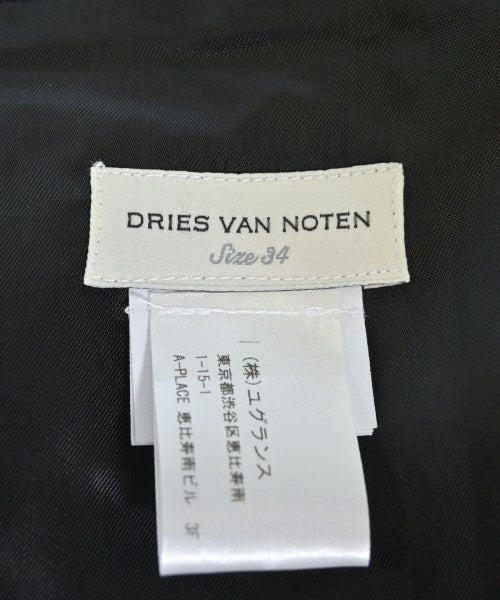 DRIES VAN NOTEN
Size 34
(株)ユグランス
東京都渋谷区恵比寿南
1-15-1
A-PLACE 恵比寿南ビル 3F